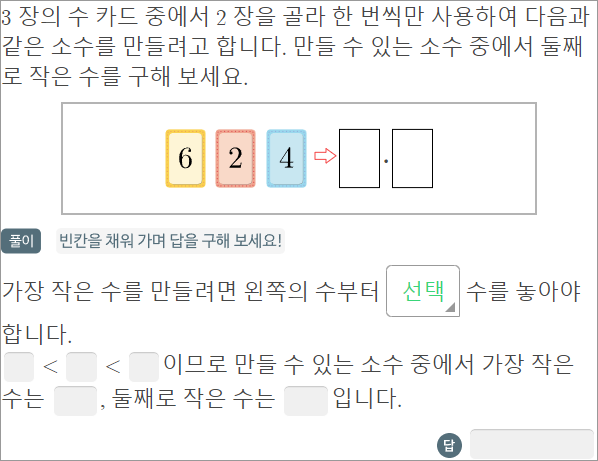 3 장의 수 카드 중에서 2 장을 골라 한 번씩만 사용하여 다음과
같은 소수를 만들려고 합니다. 만들 수 있는 소수 중에서 둘째
로 작은 수를 구해 보세요.
6 2 4 ⇨ .
풀이 빈칸을 채워 가며 답을 구해 보세요!
가장 작은 수를 만들려면 왼쪽의 수부터 선택 수를 놓아야
합니다.
< < 이므로 만들 수 있는 소수 중에서 가장 작은
수는 , 둘째로 작은 수는 입니다.
답